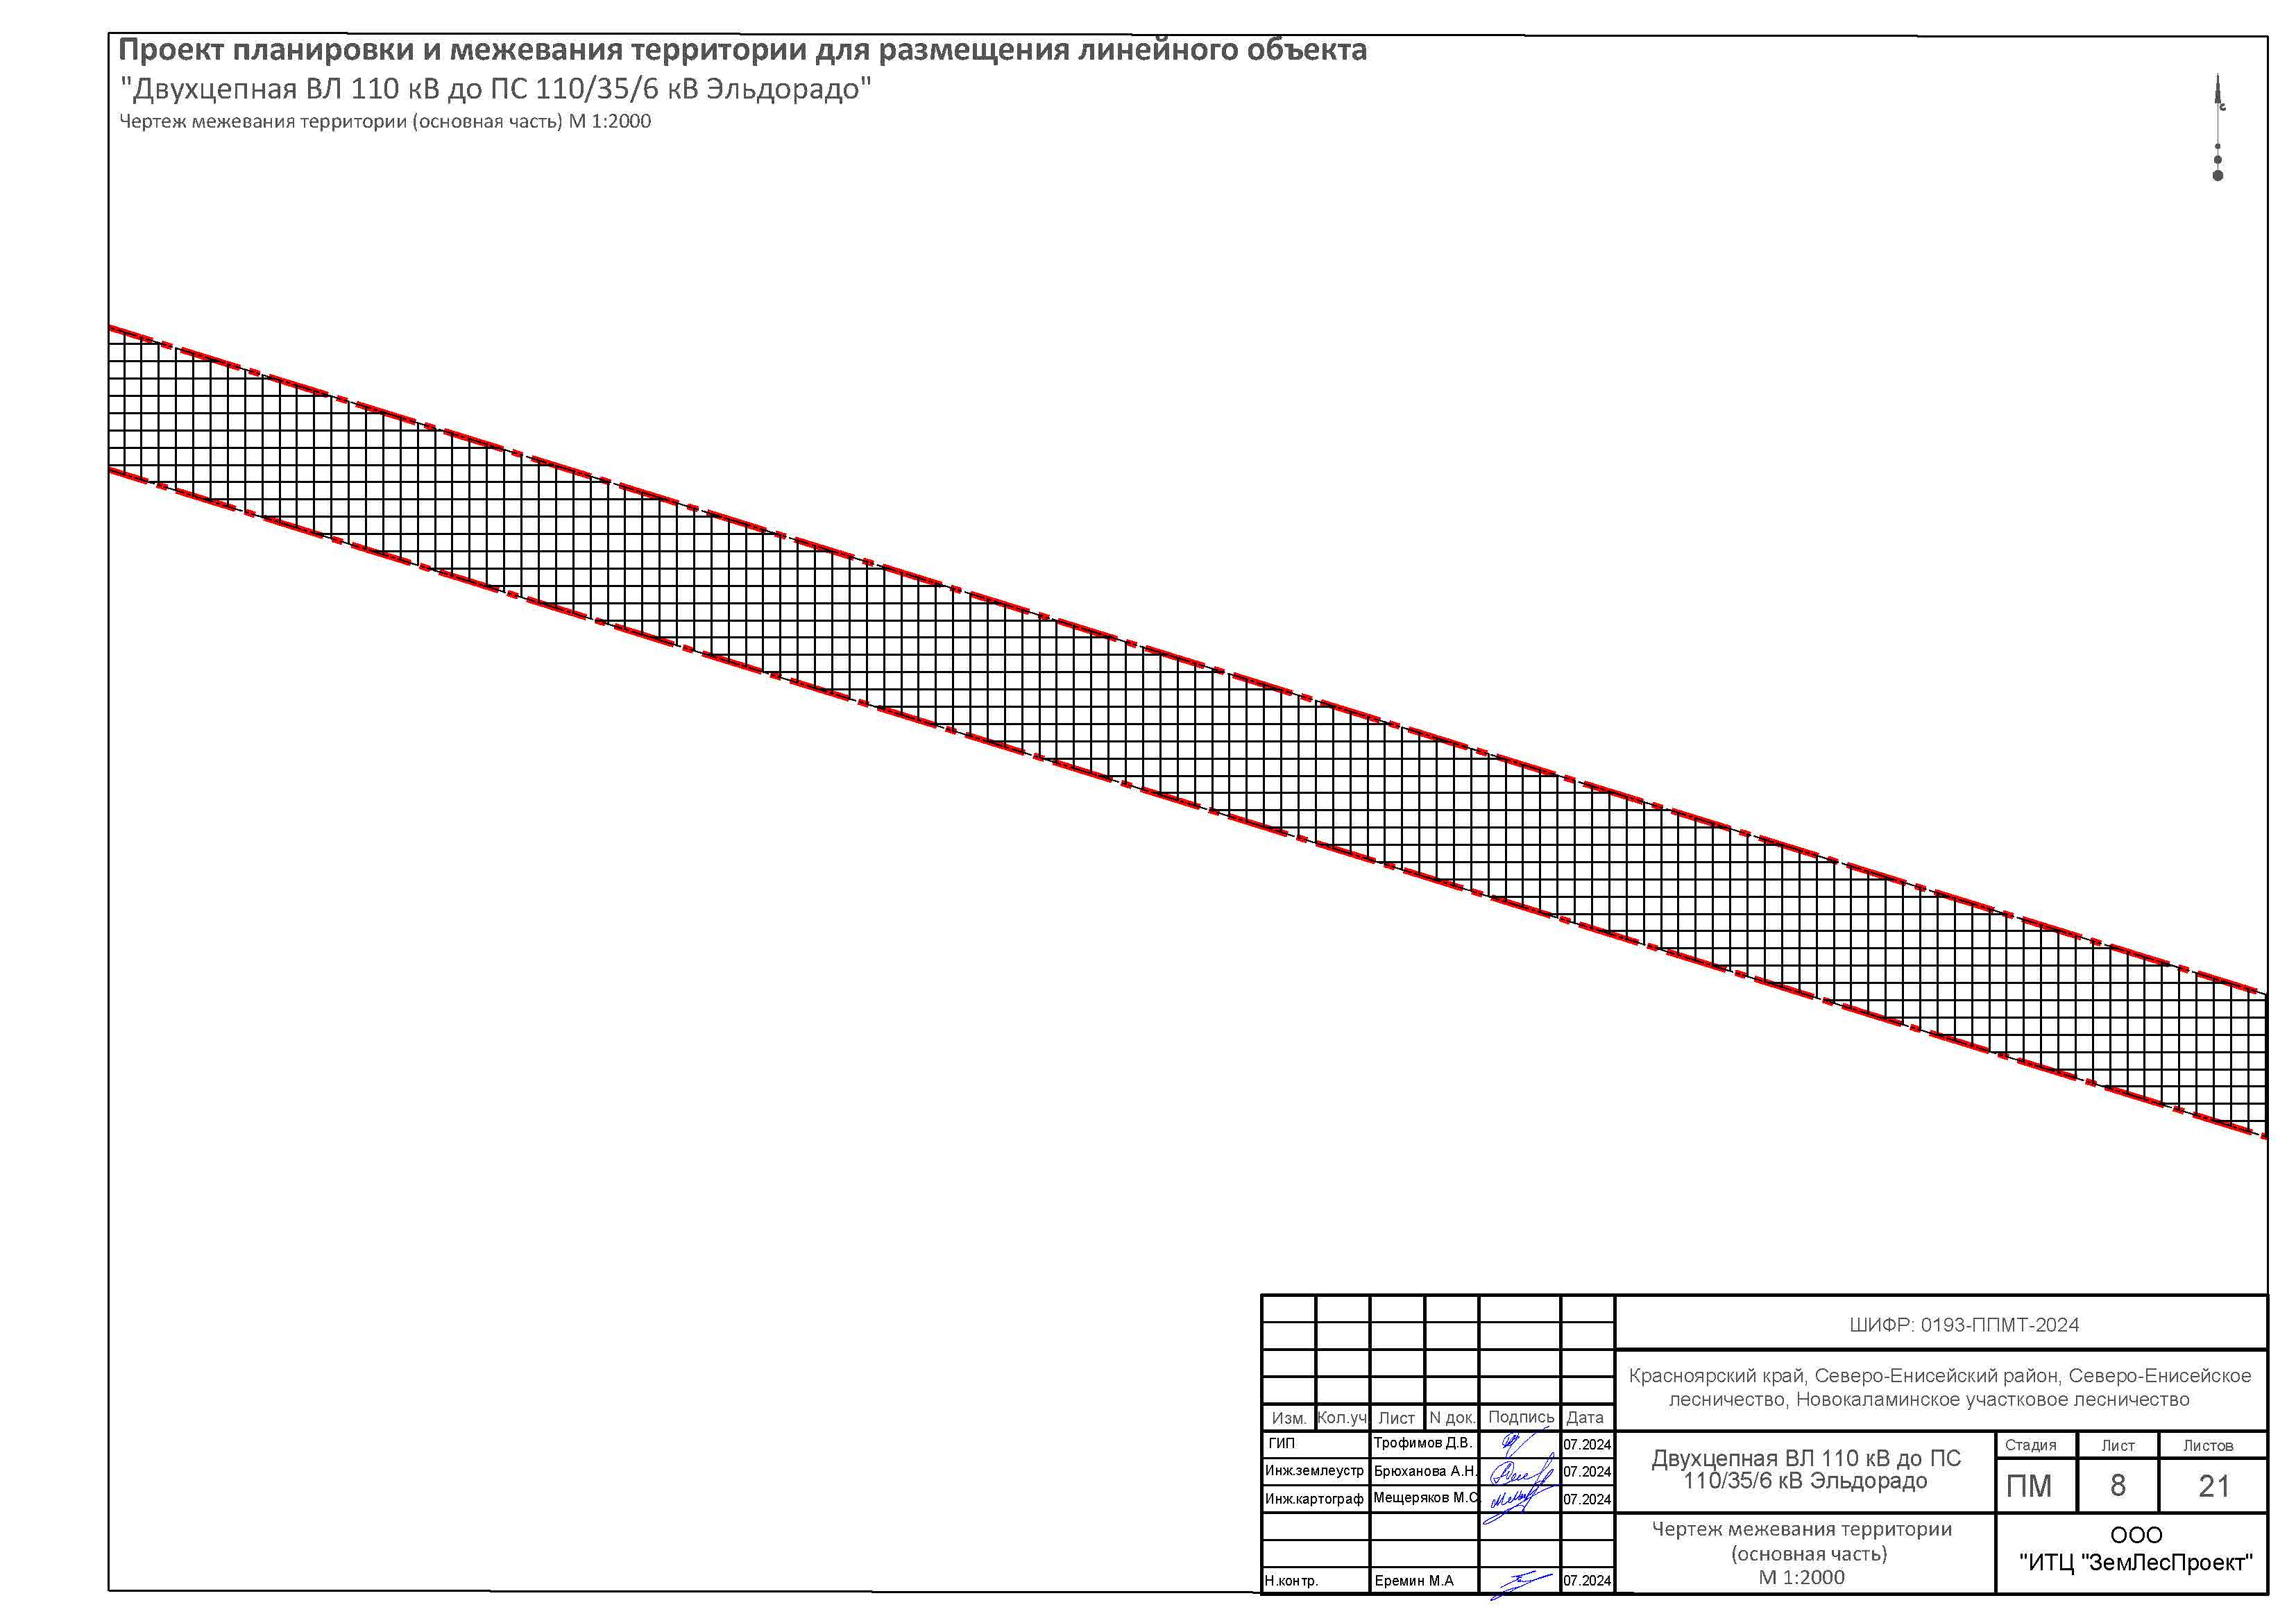 Проект планировки и межевания территории для размещения линейного объекта
"Двухцепная ВЛ 110 кВ до ПС 110/35/6 кВ Эльдорадо"
Чертеж межевания территории (основная часть) М 1:2000
с
ШИФР: 0193-ППМТ-2024
Красноярский край, Северо-Енисейский район, Северо-Енисейское
лесничество, Новокаламинское участковое лесничество
Изм. Кол.уч Лист N док. Подпись Дата
ГИП Трофимов Д.В. 07.2024
Инж.землеустр Брюханова А.Н. 07.2024
Инж.картограф Мещеряков М.С 07.2024
Н.контр. Еремин М.А 07.2024
Двухцепная ВЛ 110 кВ до ПС
110/35/6 кВ Эльдорадо
Стадия Лист Листов
ПМ 8 21
Чертеж межевания территории
(основная часть)
М 1:2000
ООО
"ИТЦ "ЗемЛесПроект"